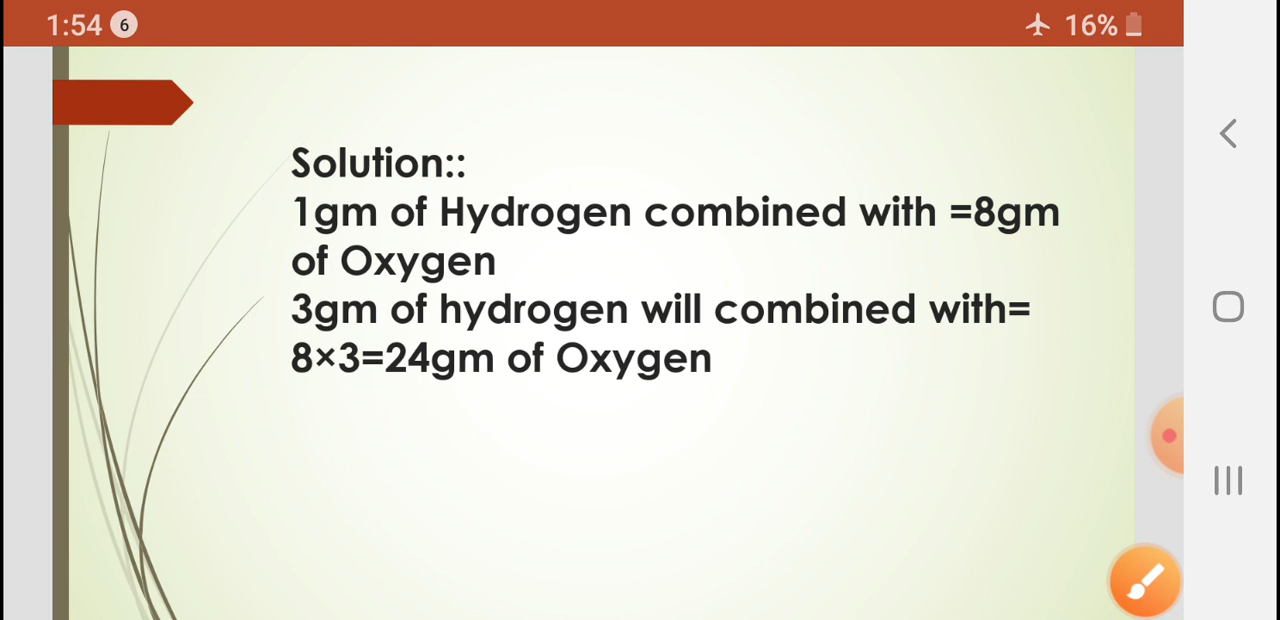 1:54 6 16%
Solution::
1gm of Hydrogen combined with =8gm
of Oxygen
3gm of hydrogen will combined with=
8×3=24gm of Oxygen